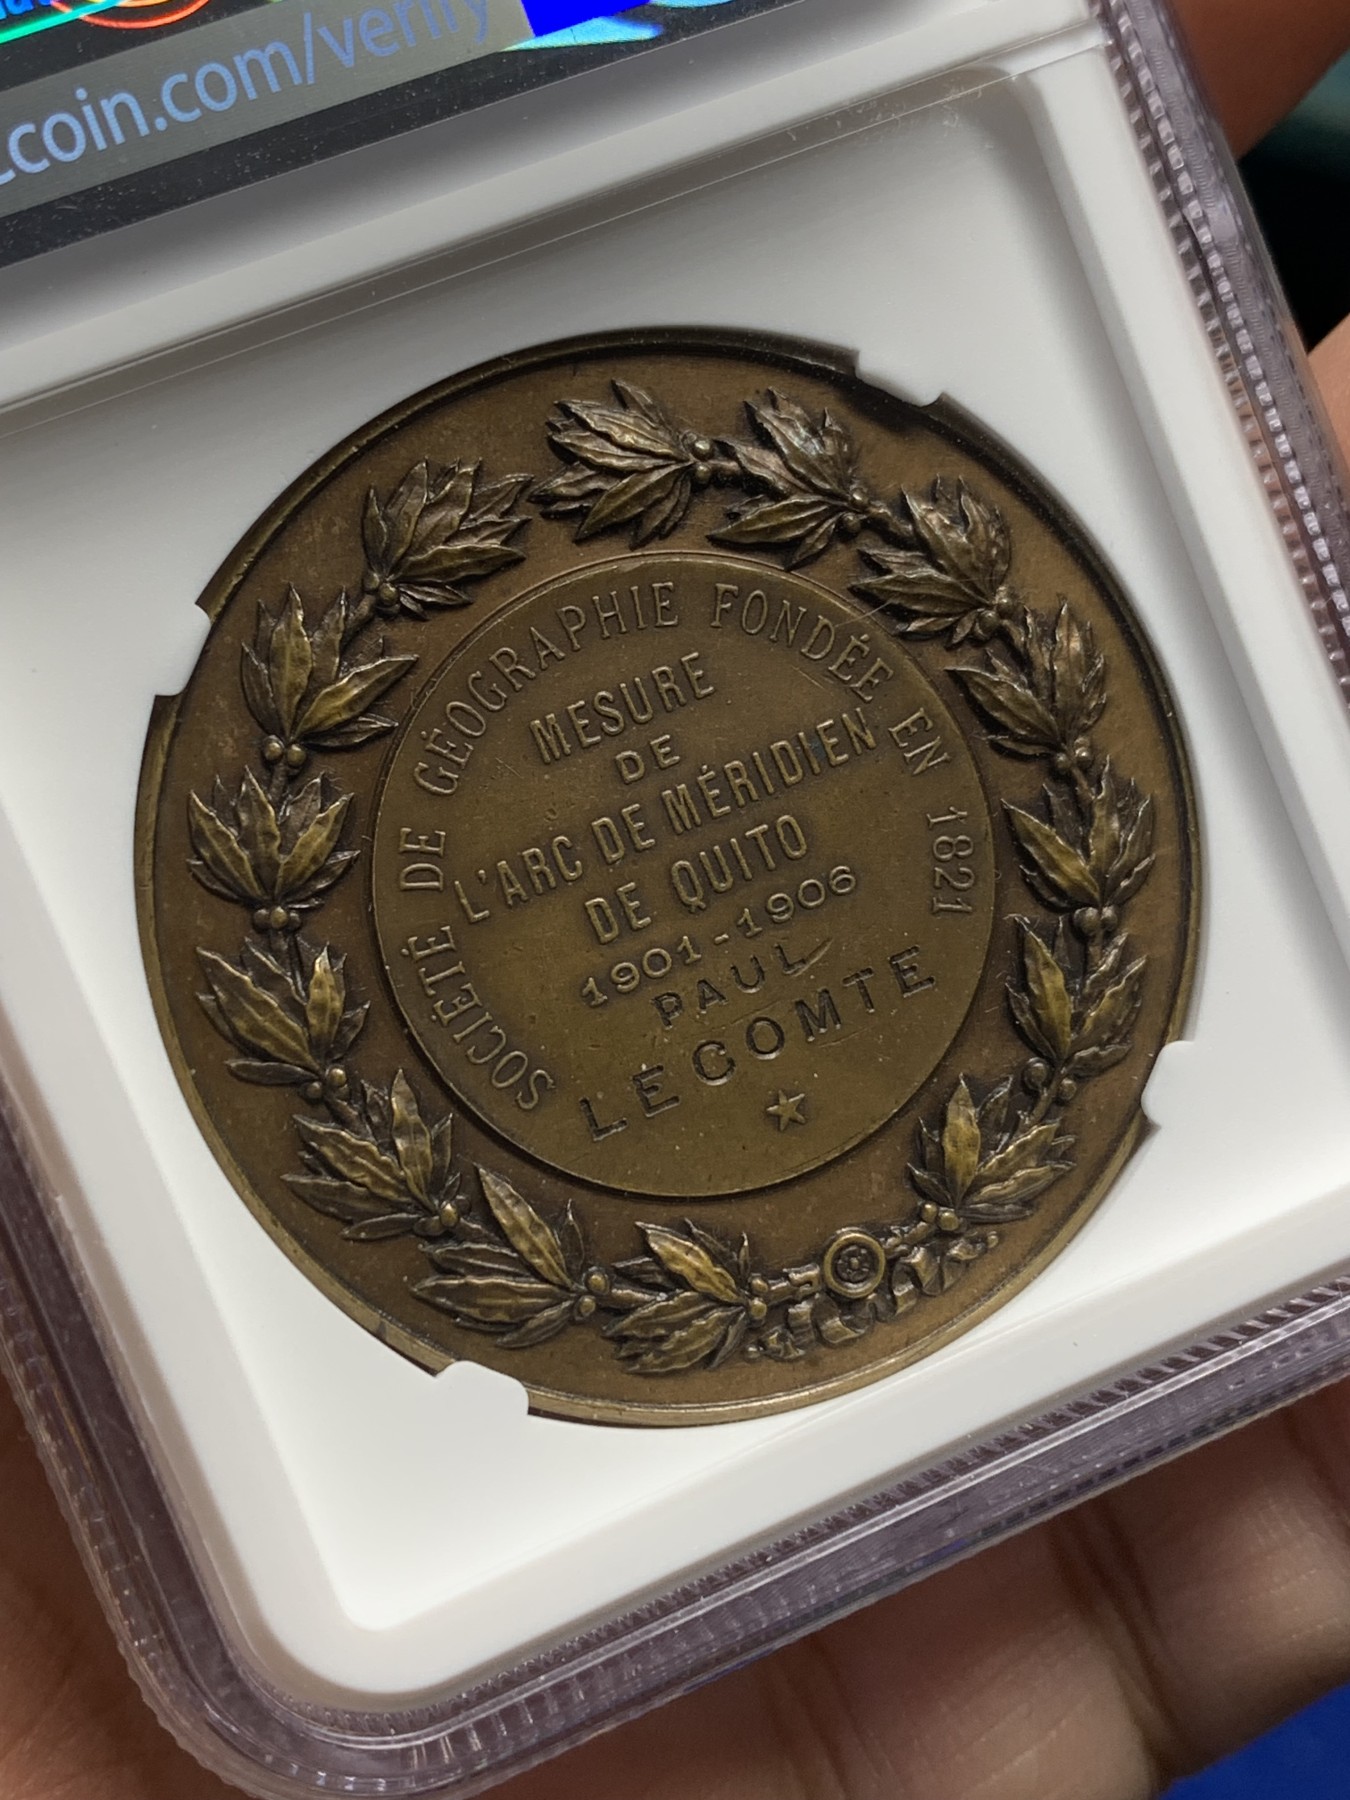 coin.com/verify
SOCIÉTÉ DE GÉOGRAPHIE FONDÉE EN 1821
MESURE
DE
L'ARC DE MÉRIDIEN
DE QUITO
1901-1906
PAUL
LECOMTE